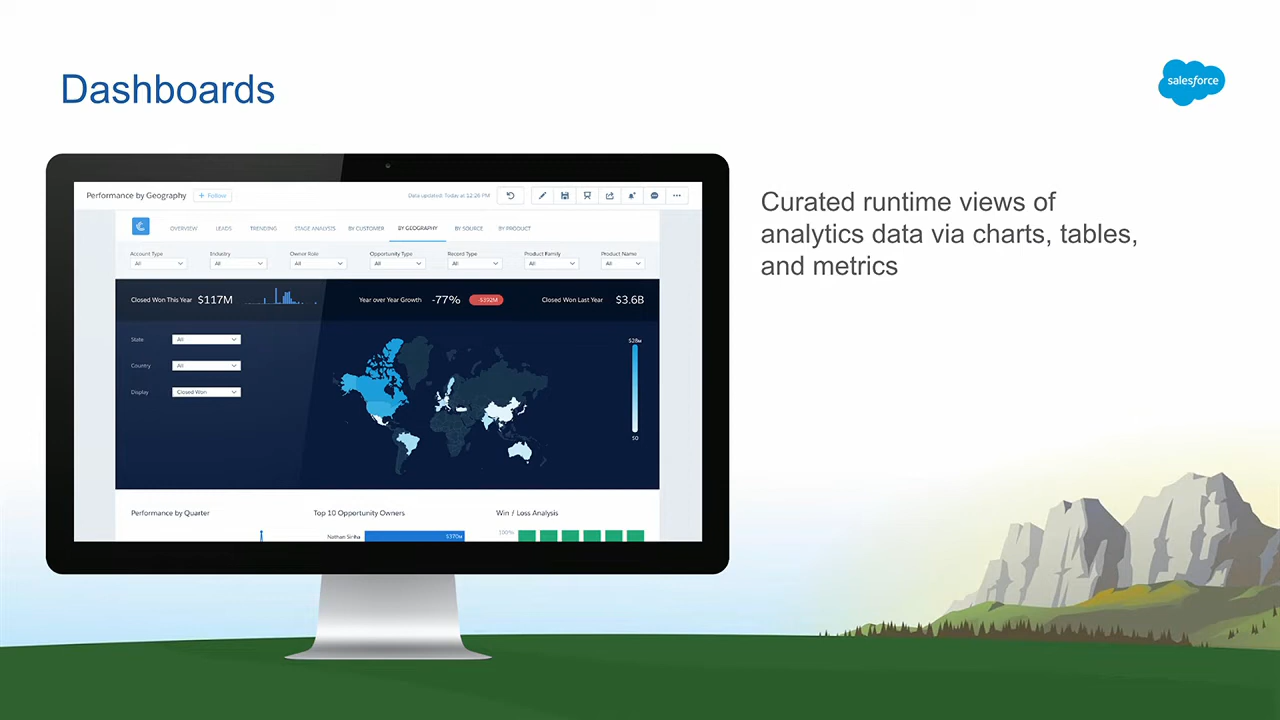 Dashboards
salesforce
Performance by Geography
+ Follow
Data updated: Today at 12:26 PM
OVERVIEW LEADS TRENDING STAGE ANALYSIS BY CUSTOMER BY GEOGRAPHY BY SOURCE BY PRODUCT
Account Type Industry Owner Role Opportunity Type Record Type Product Family Product Name
All All All All All All All
Closed Won This Year $117M Year over Year Growth -77% Closed Won Last Year $3.6B
State All
Country All
Display Closed Won
$28M
$0
Performance by Quarter Top 10 Opportunity Owners Win / Loss Analysis
$370M
100%
Curated runtime views of
analytics data via charts, tables,
and metrics